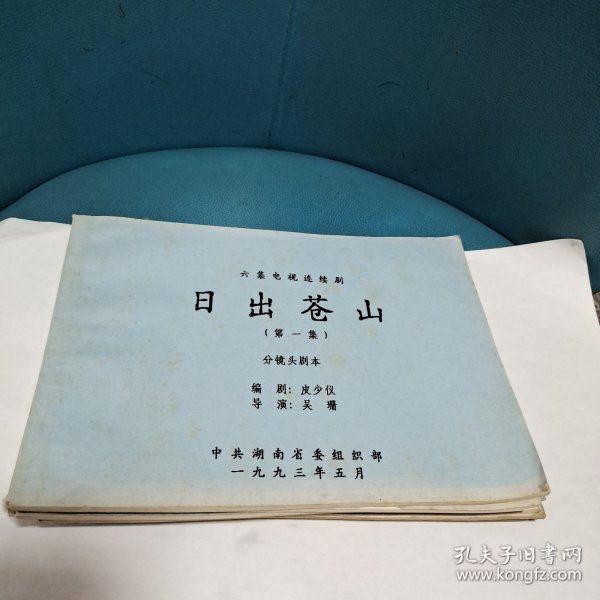 六集电视连续剧
日出苍山
(第一集)
分镜头剧本
编剧:皮少仪
导演:吴珊
中共湖南省委组织部
一九九三年五月
孔夫子旧书网
www.kongfz.com